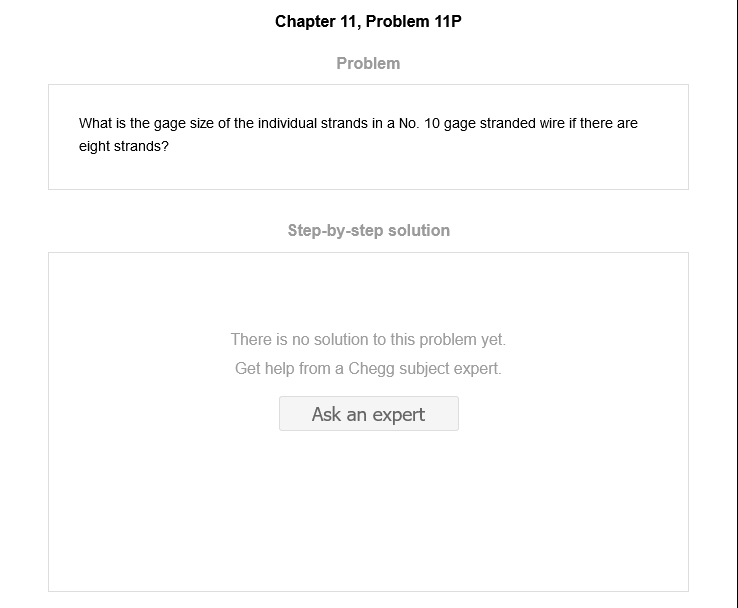 Chapter 11, Problem 11P
Problem
What is the gage size of the individual strands in a No. 10 gage stranded wire if there are
eight strands?
Step-by-step solution
There is no solution to this problem yet.
Get help from a Chegg subject expert.
Ask an expert